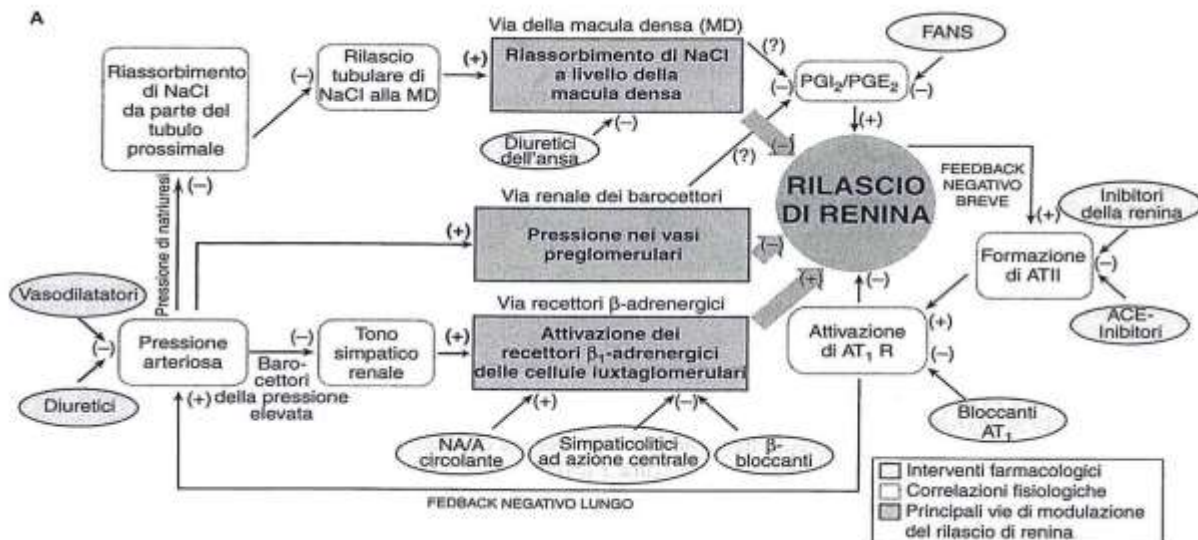 A
Via della macula densa (MD)
FANS
Riassorbimento
di NaCl
da parte del
tubulo
prossimale
(–)
Rilascio
tubulare di
NaCl alla MD
(+)
Riassorbimento di NaCl
a livello della
macula densa
(?)
(–)
PGI2/PGE2
(–)
(+)
Diuretici
dell'ansa
(–)
(?)
(–)
RILASCIO
DI RENINA
FEEDBACK
NEGATIVO
BREVE
Inibitori
della renina
Pressione di natriuresi
(–)
Via renale dei barocettori
(+)
Pressione nei vasi
preglomerulari
(–)
(+)
Formazione
di ATII
(–)
ACE-
Inibitori
Vasodilatatori
(–)
Diuretici
Pressione
arteriosa
(+)
(–)
Baro-
cettori
della pressione
elevata
Tono
simpatico
renale
(+)
Via recettori β-adrenergici
Attivazione dei
recettori β1-adrenergici
delle cellule iuxtaglomerulari
(+)
(–)
Attivazione
di AT1 R
(+)
(–)
Bloccanti
AT1
(+)
(–)
NA/A
circolante
Simpaticolitici
ad azione centrale
β-
bloccanti
FEDBACK NEGATIVO LUNGO
Interventi farmacologici
Correlazioni fisiologiche
Principali vie di modulazione
del rilascio di renina